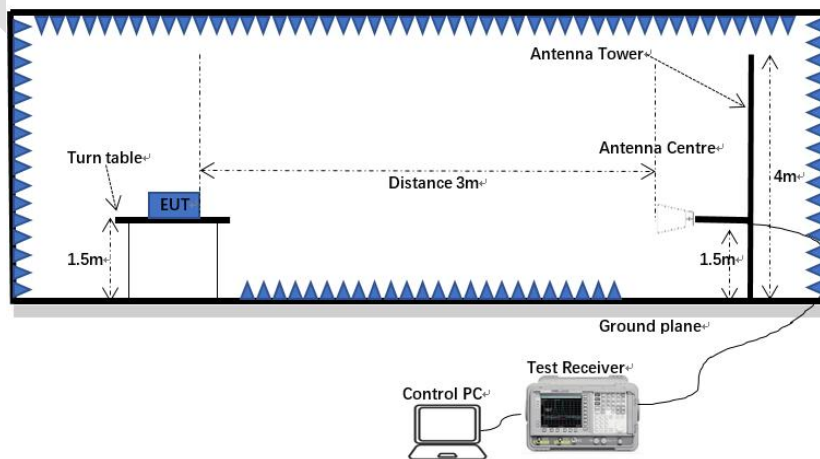 Antenna Tower
Antenna Centre
Turn table
Distance 3m
4m
EUT
1.5m
1.5m
Ground plane
Test Receiver
Control PC